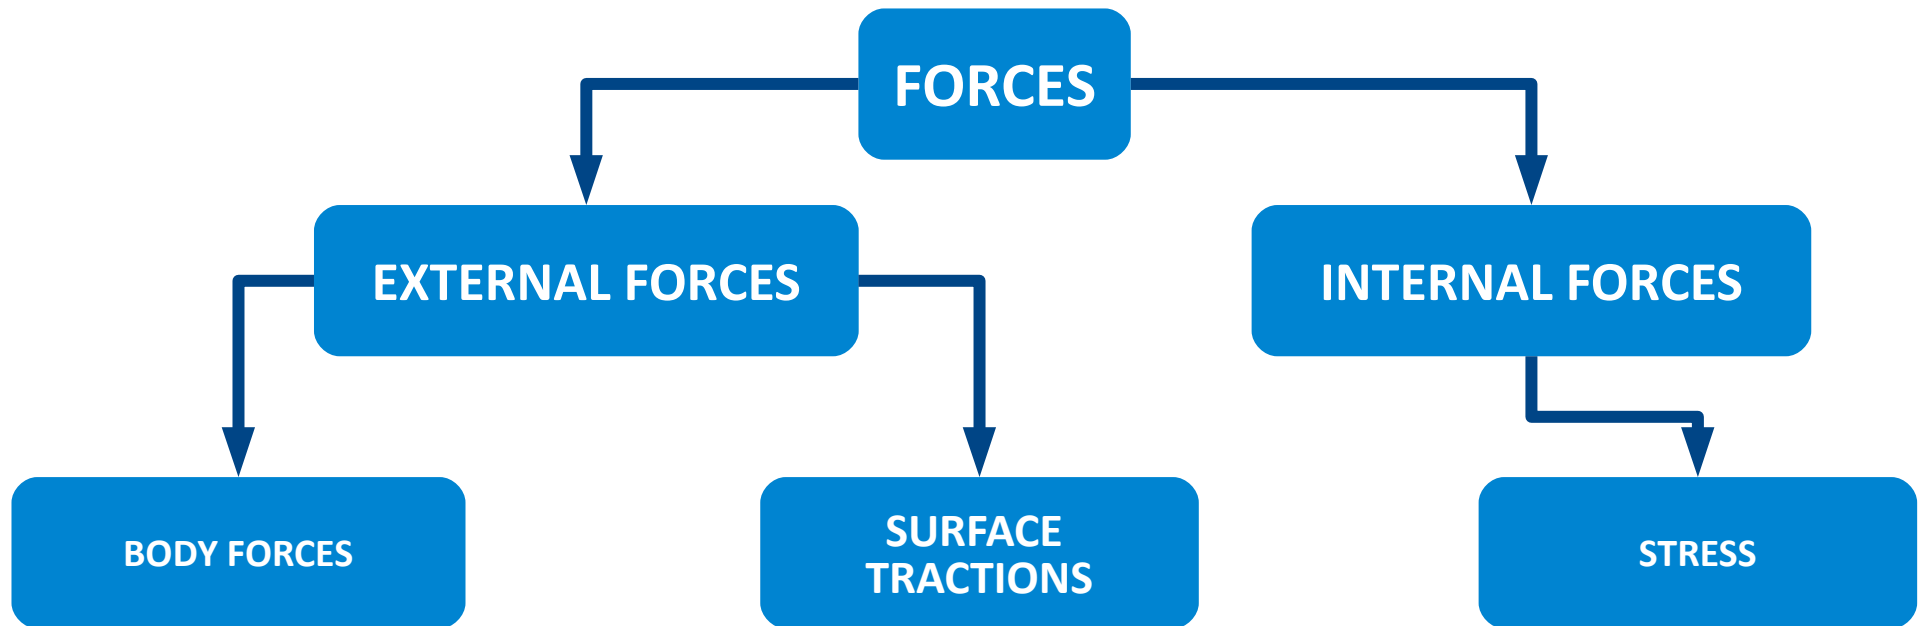 FORCES
EXTERNAL FORCES
INTERNAL FORCES
BODY FORCES
SURFACE
TRACTIONS
STRESS